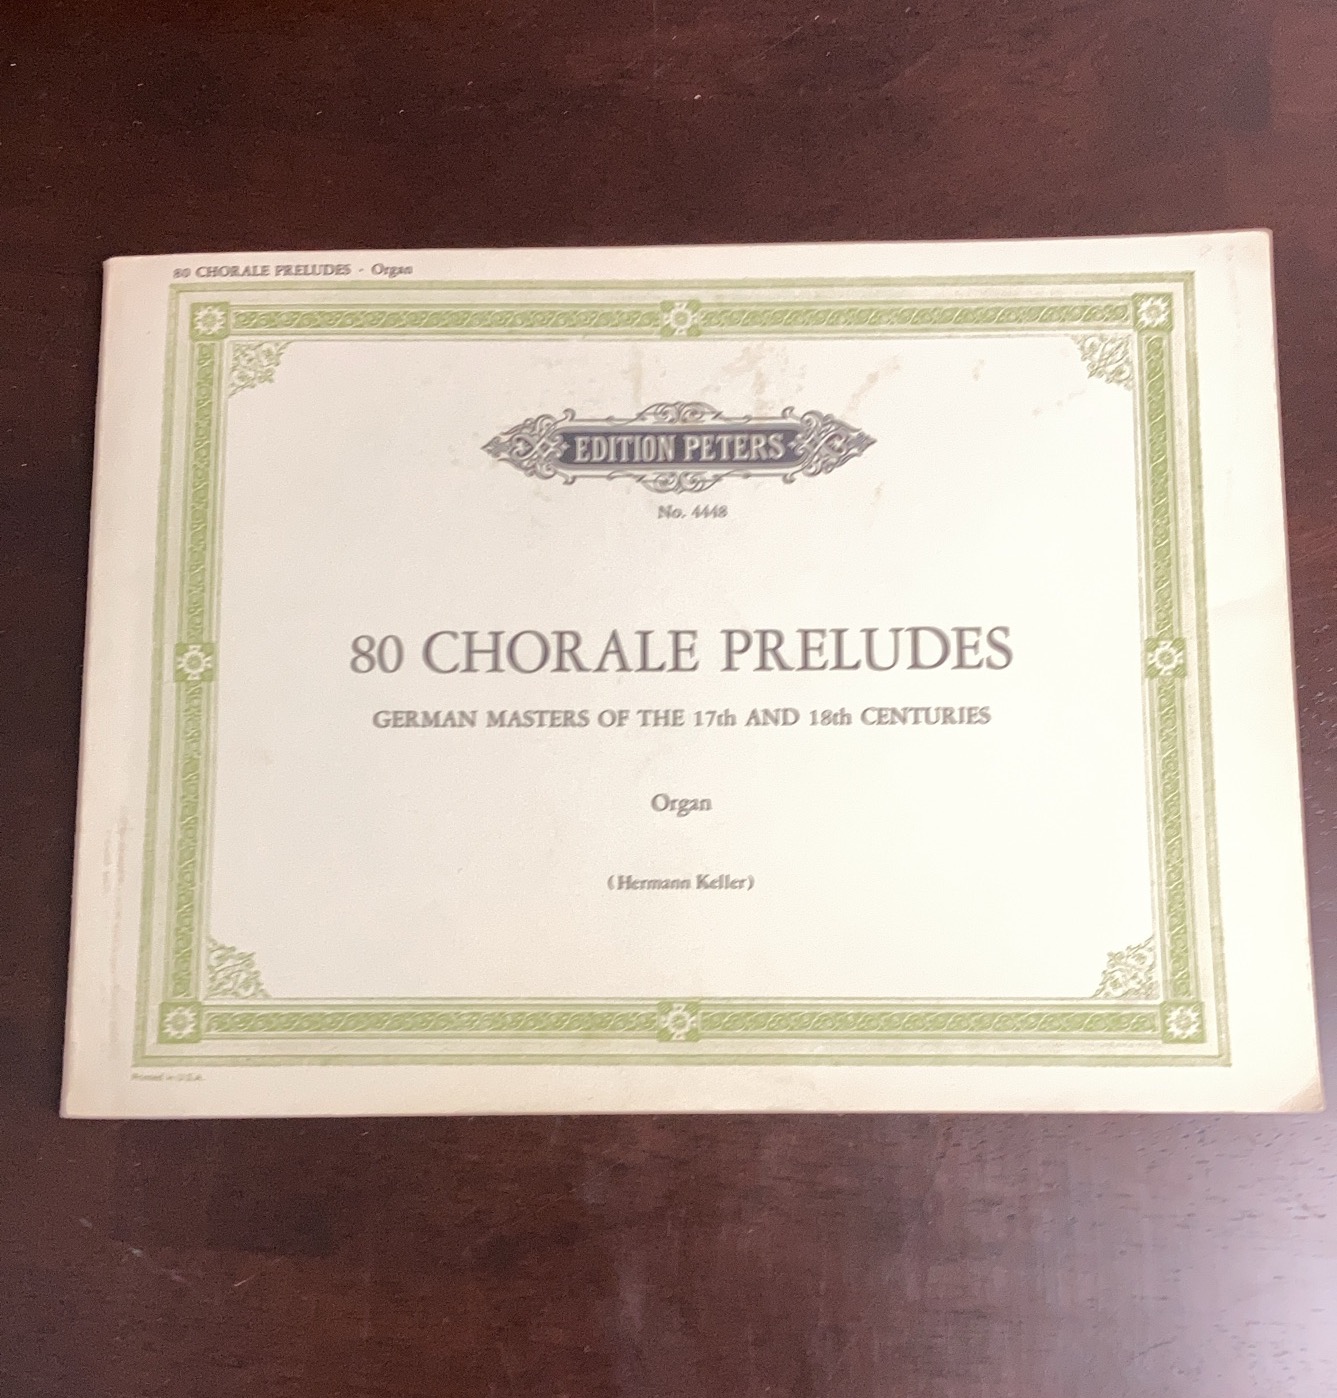 80 CHORALE PRELUDES - Organ
EDITION PETERS
No. 4448
80 CHORALE PRELUDES
GERMAN MASTERS OF THE 17th AND 18th CENTURIES
Organ
(Hermann Keller)
Printed in U.S.A.